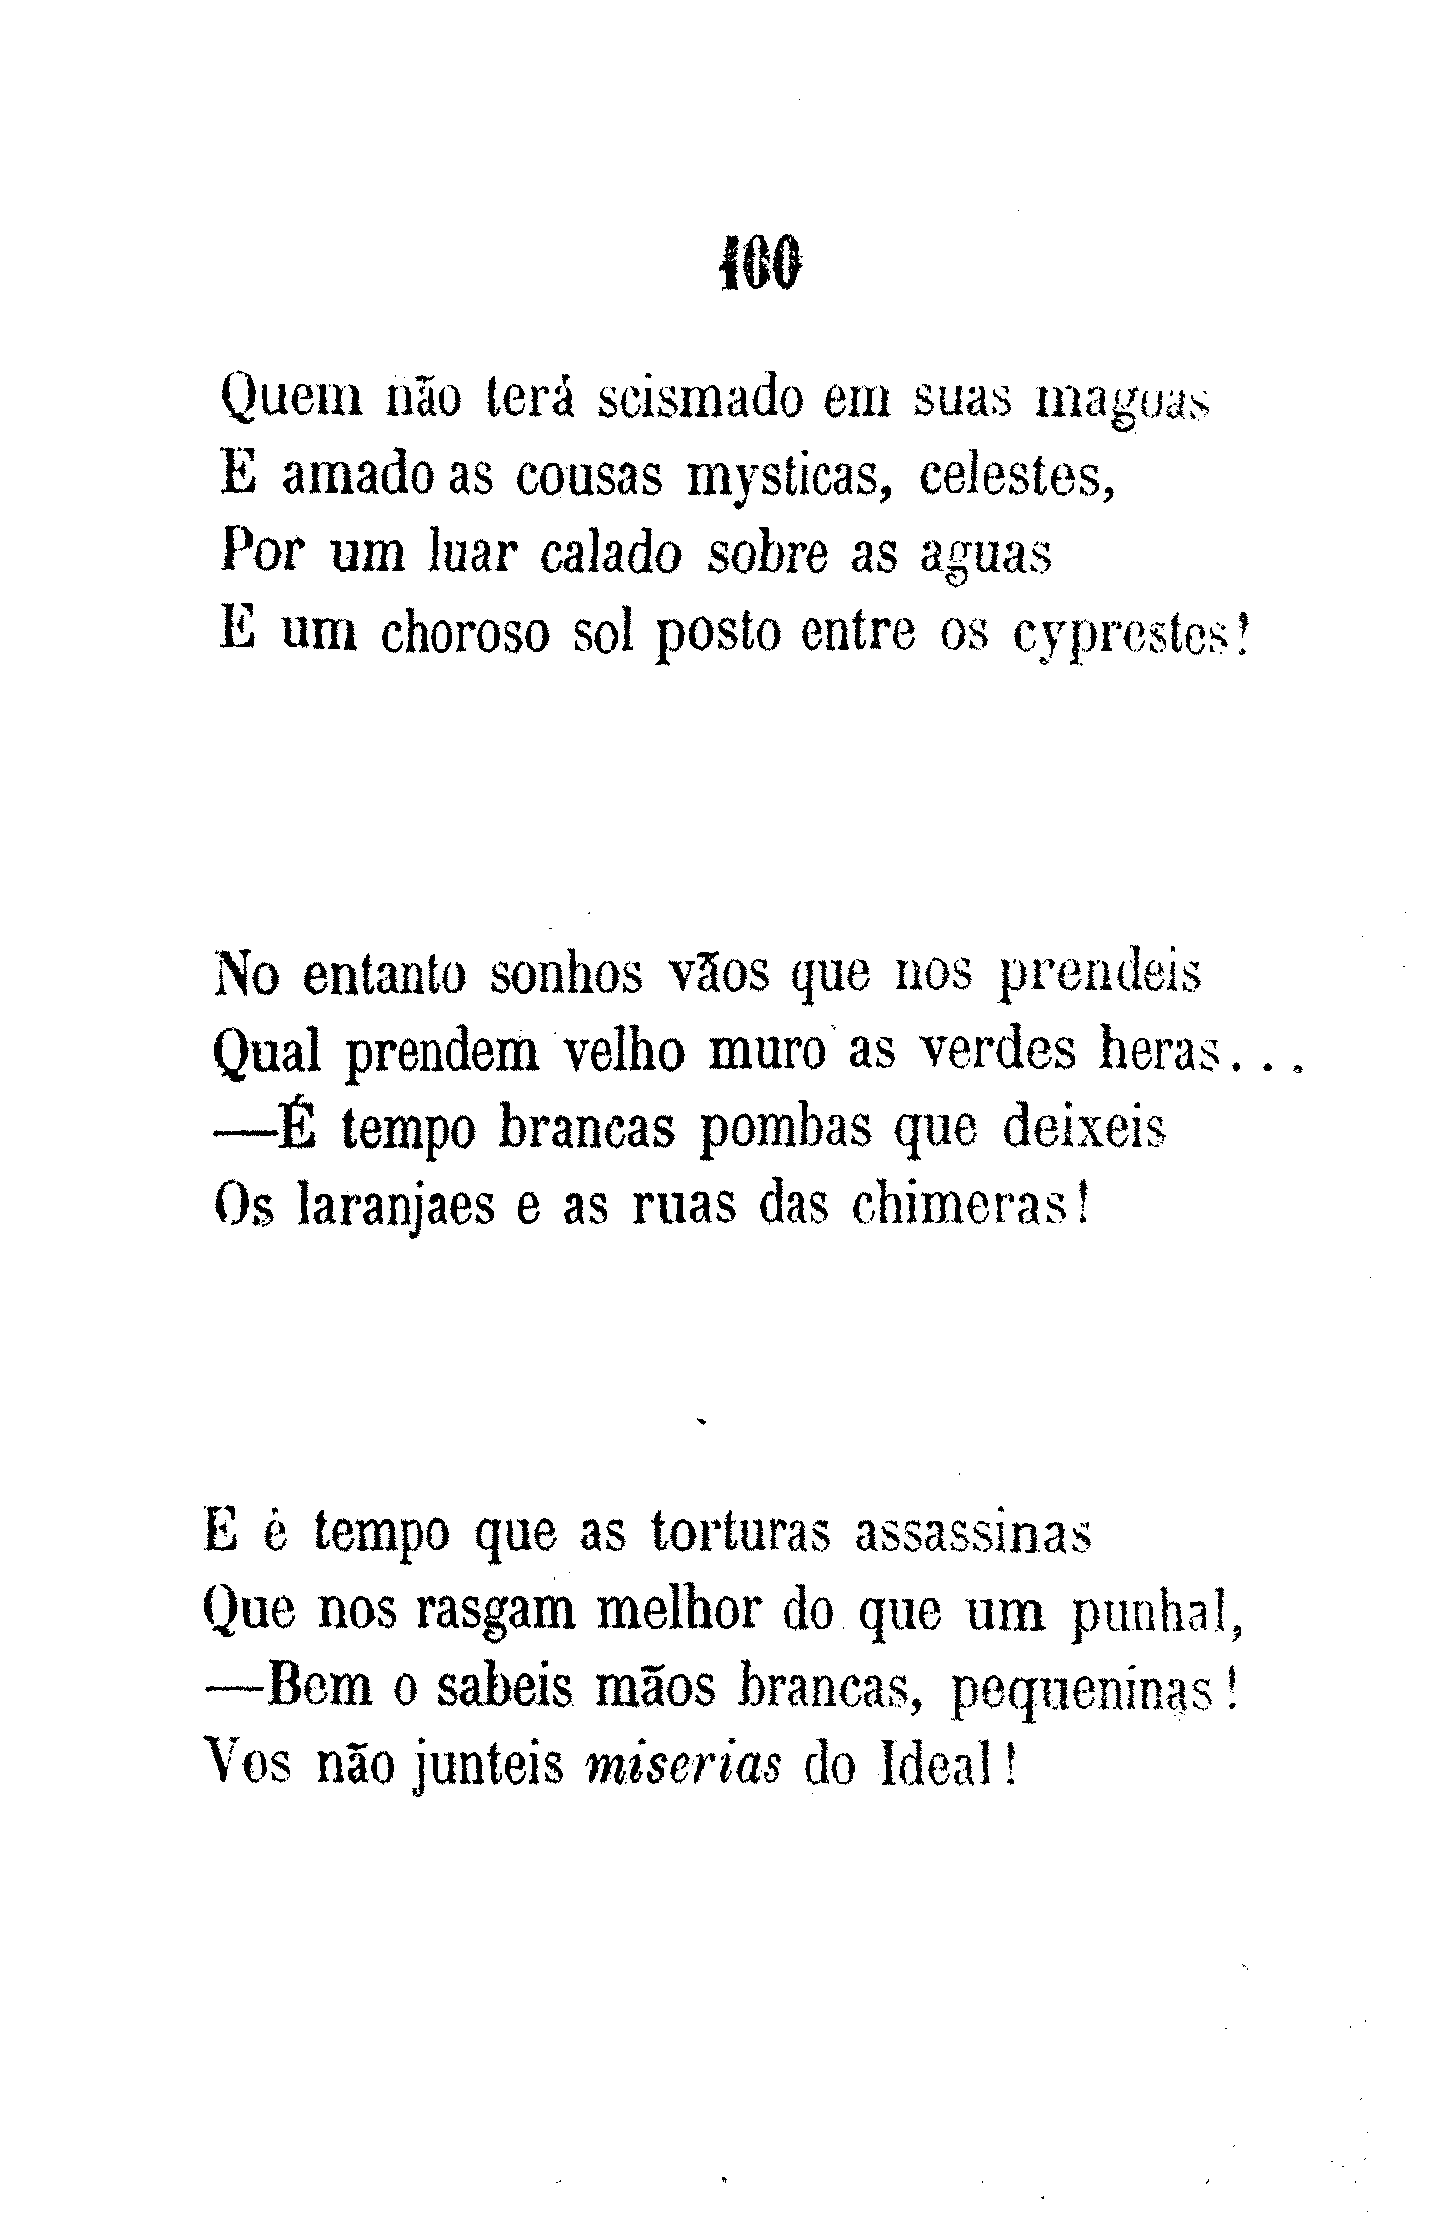 160
Quem não terá scismado em suas maguas
E amado as cousas mysticas, celestes,
Por um luar calado sobre as aguas
E um choroso sol posto entre os cyprestes!
No entanto sonhos vãos que nos prendeis
Qual prendem velho muro as verdes heras...
—É tempo brancas pombas que deixeis
Os laranjaes e as ruas das chimeras!
E é tempo que as torturas assassinas
Que nos rasgam melhor do que um punhal,
—Bem o sabeis mãos brancas, pequeninas!
Vos não junteis miserias do Ideal!